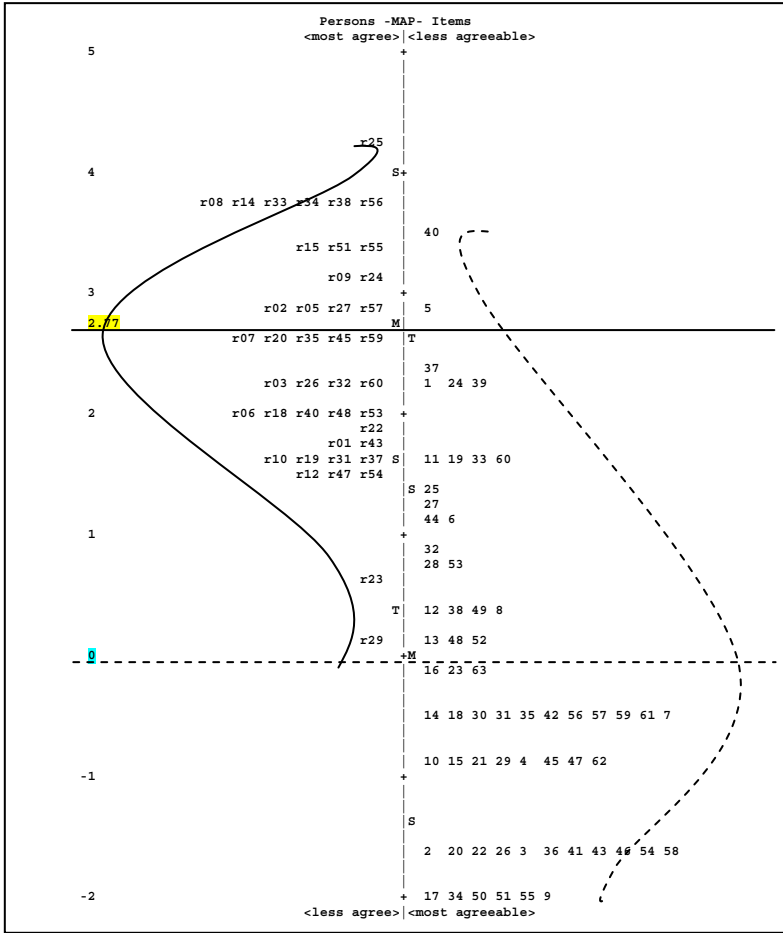 Persons -MAP- Items
<most agree>|<less agreeable>
5 +
r25
4 S+
r08 r14 r33 r34 r38 r56
40
r15 r51 r55
r09 r24
3 +
r02 r05 r27 r57 5
2.77 M
r07 r20 r35 r45 r59 T
37
r03 r26 r32 r60 1 24 39
2 r06 r18 r40 r48 r53 +
r22
r01 r43
r10 r19 r31 r37 S 11 19 33 60
r12 r47 r54
S 25
27
44 6
1 +
32
28 53
r23
T 12 38 49 8
r29 13 48 52
0 +M
16 23 63
14 18 30 31 35 42 56 57 59 61 7
10 15 21 29 4 45 47 62
-1 +
S
2 20 22 26 3 36 41 43 46 54 58
-2 + 17 34 50 51 55 9
<less agree>|<most agreeable>